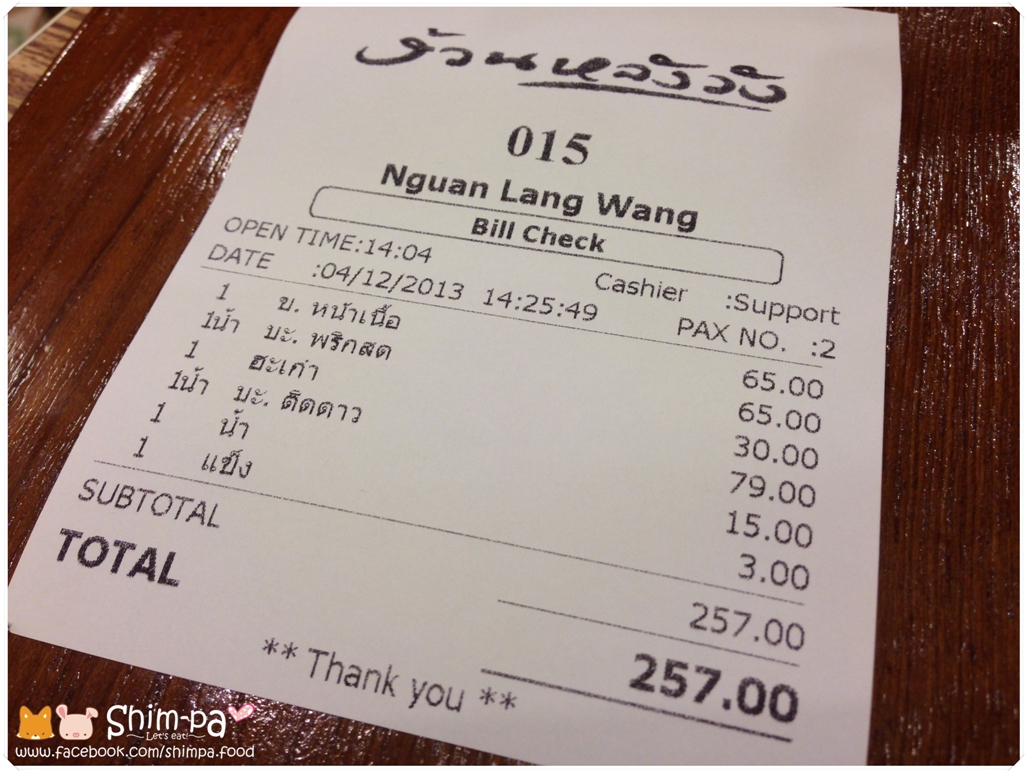 ง้วนหลังวัง
015
Nguan Lang Wang
Bill Check
OPEN TIME:14:04 Cashier :Support
DATE :04/12/2013 14:25:49 PAX NO. :2
1 บ. หน้าเนื้อ 65.00
1น้ำ บะ. พริกสด 65.00
1 ฮะเก่า 30.00
1น้ำ บะ. ติดดาว 79.00
1 น้ำ 15.00
1 แข็ง 3.00
SUBTOTAL 257.00
TOTAL 257.00
** Thank you **
Shim-pa
Let's eat!
www.facebook.com/shimpa.food